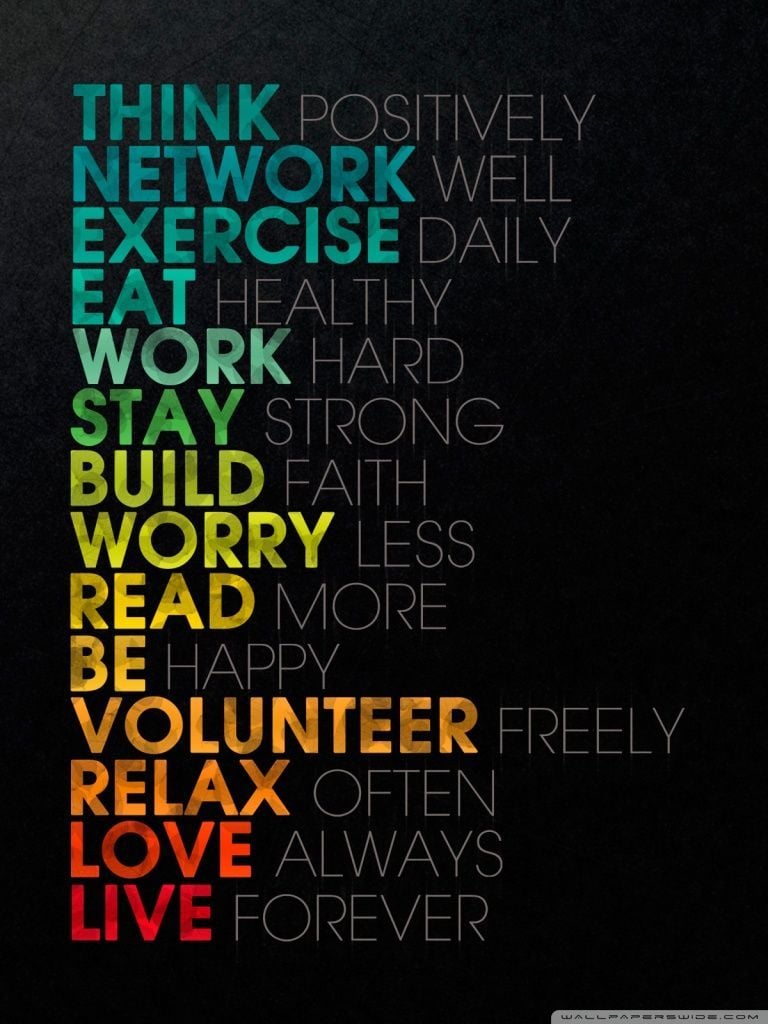 THINK POSITIVELY
NETWORK WELL
EXERCISE DAILY
EAT HEALTHY
WORK HARD
STAY STRONG
BUILD FAITH
WORRY LESS
READ MORE
BE HAPPY
VOLUNTEER FREELY
RELAX OFTEN
LOVE ALWAYS
LIVE FOREVER
WALLPAPERSWIDE.COM